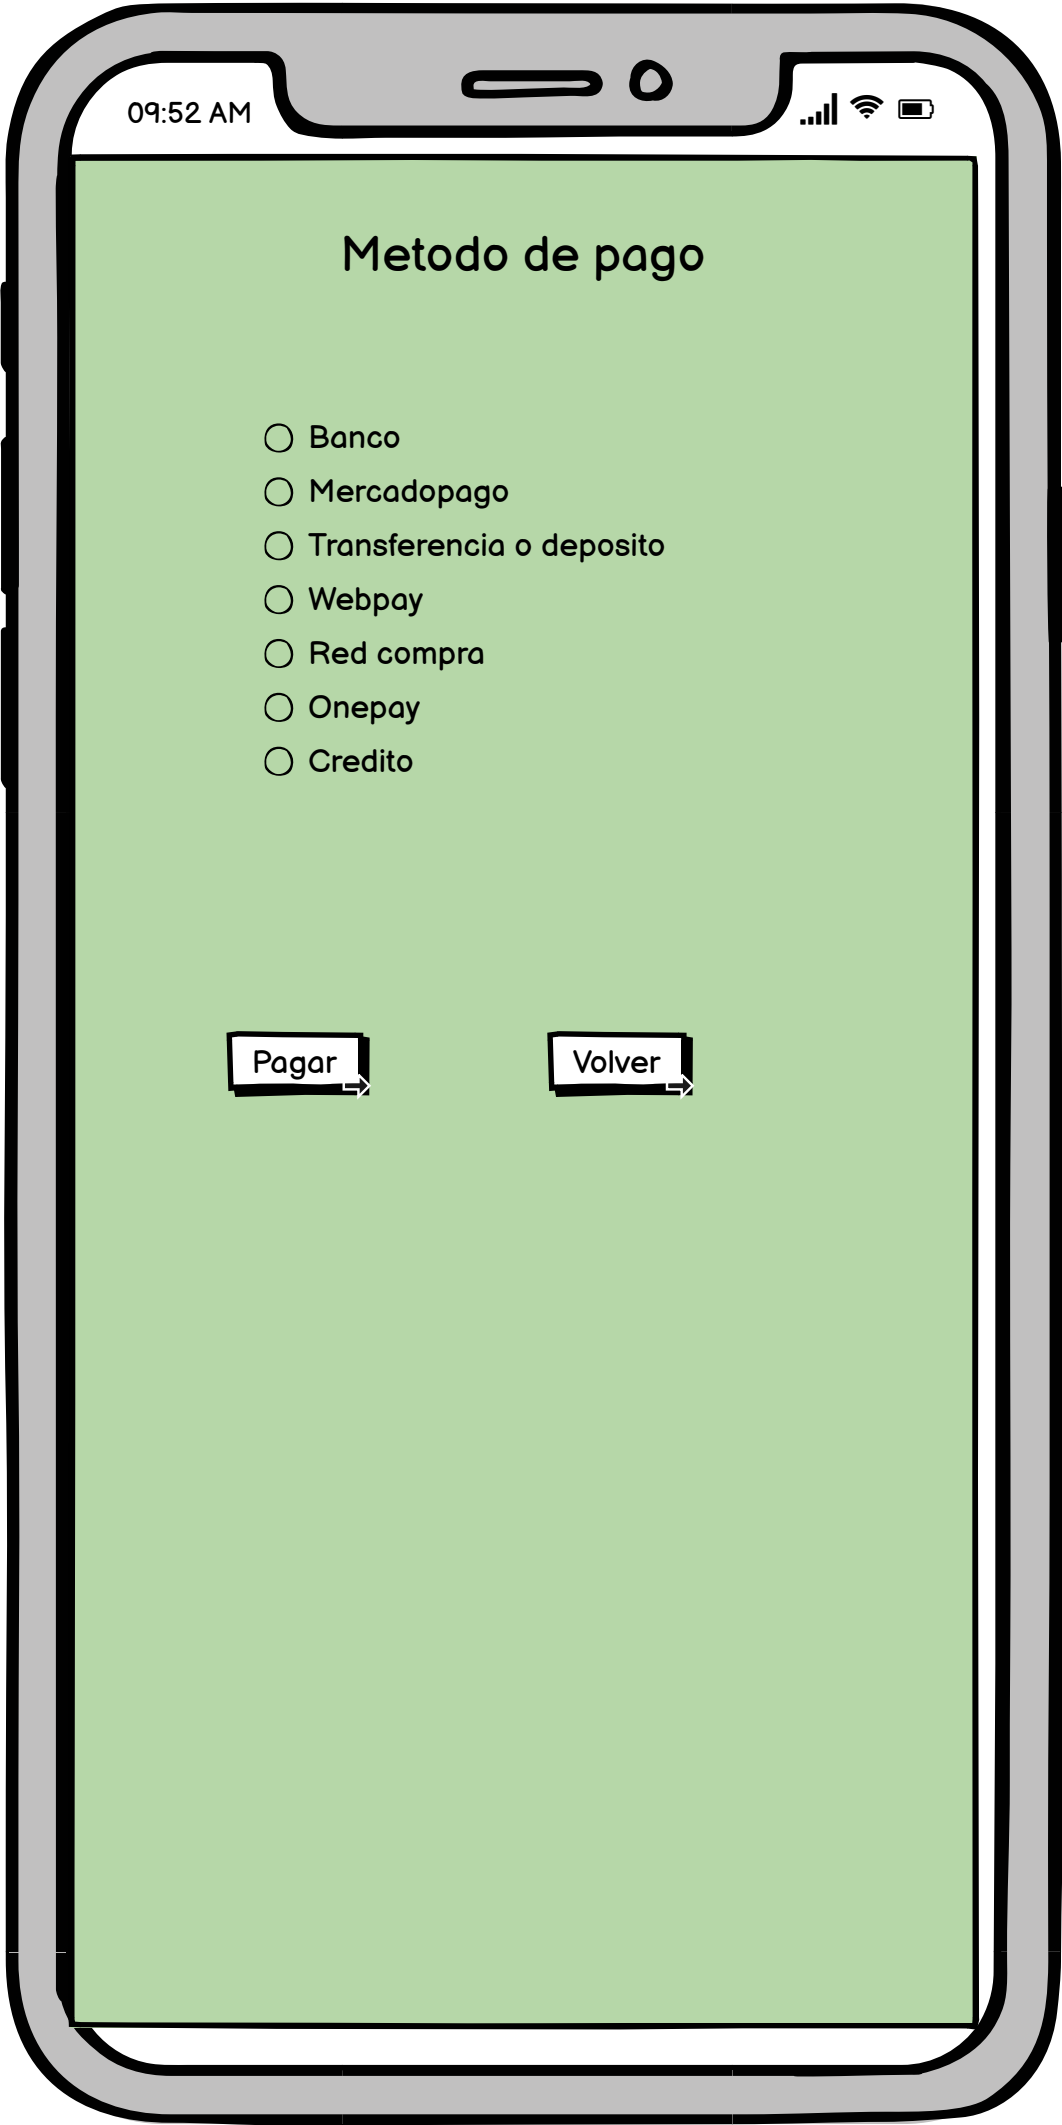 09:52 AM
Metodo de pago
Banco
Mercadopago
Transferencia o deposito
Webpay
Red compra
Onepay
Credito
Pagar
Volver